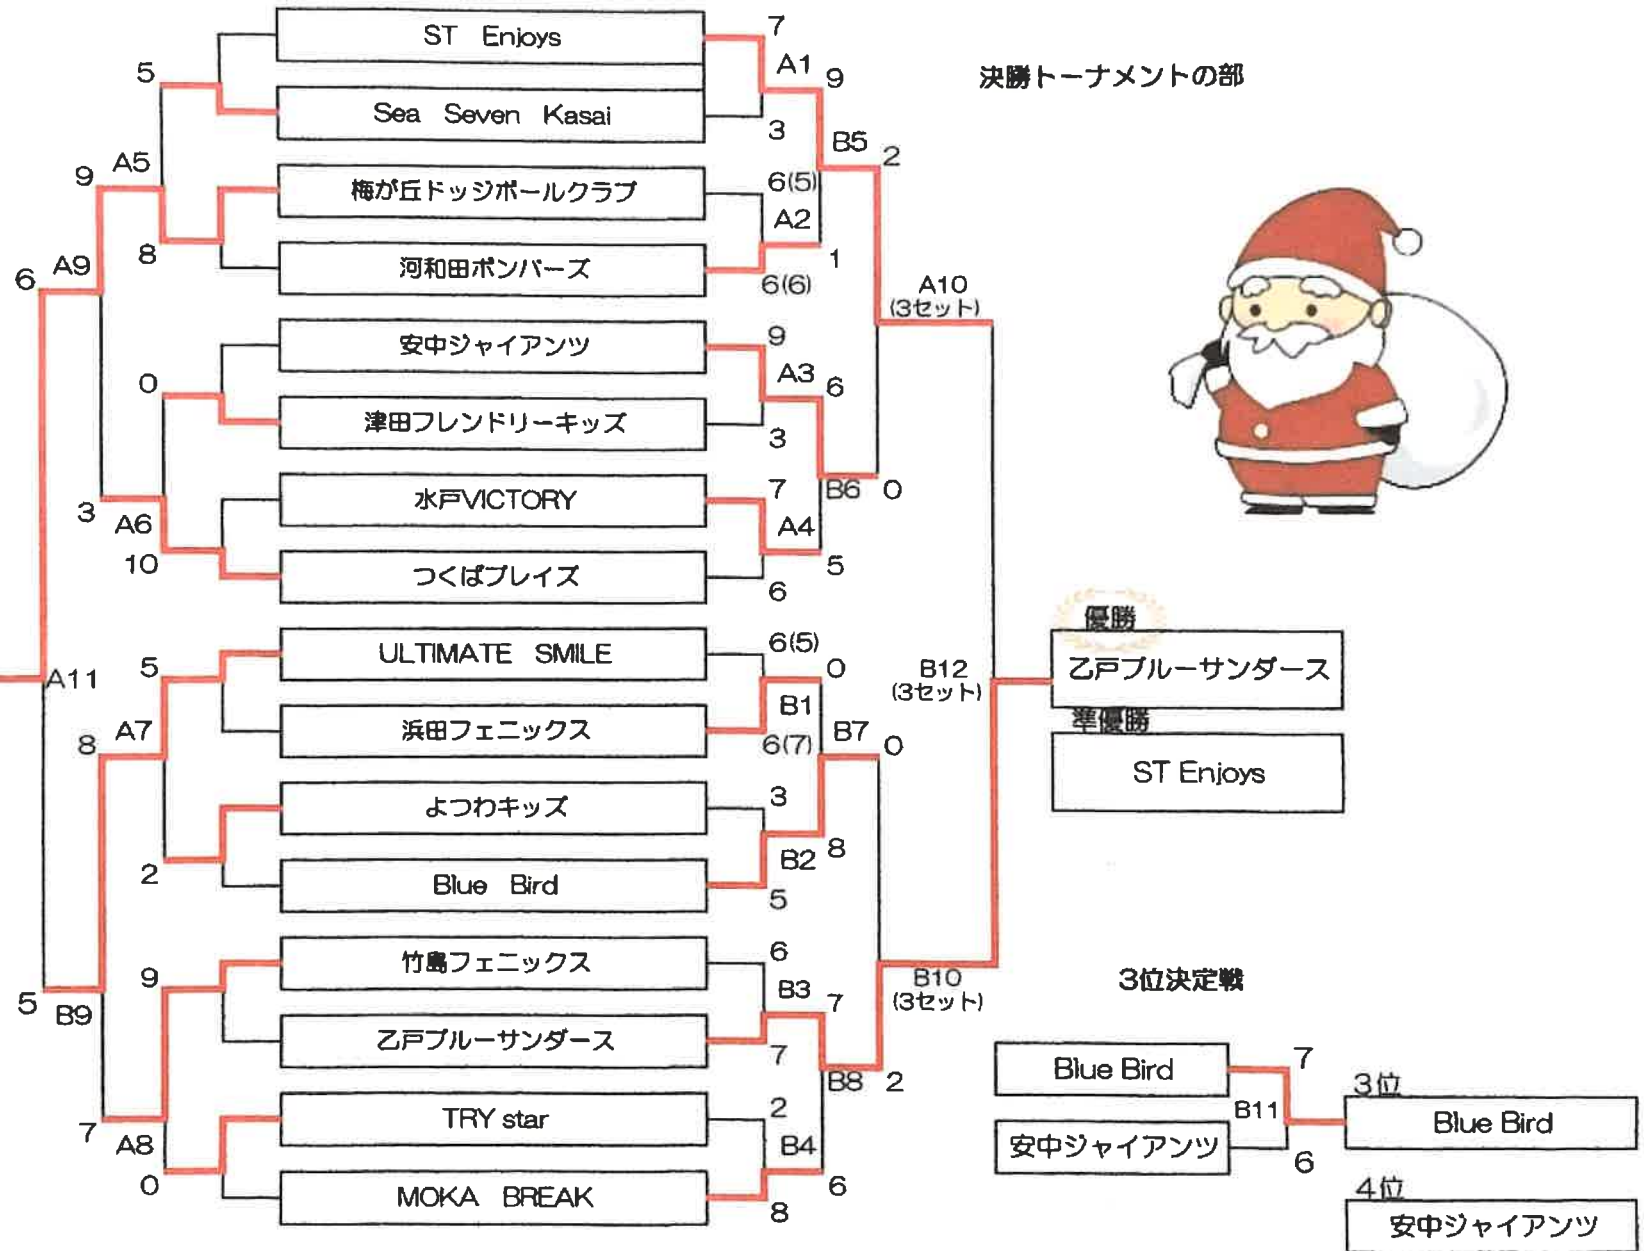 決勝トーナメントの部
ST Enjoys
7
A1
9
5
Sea Seven Kasai
3
B5
2
A5
9
梅が丘ドッジボールクラブ
6(5)
A2
8
河和田ボンバーズ
6(6)
1
A9
6
A10
(3セット)
安中ジャイアンツ
9
A3
6
0
津田フレンドリーキッズ
3
B6
0
水戸VICTORY
7
A4
3
A6
10
つくばブレイズ
6
5
ULTIMATE SMILE
6(5)
0
A11
5
B1
浜田フェニックス
6(7)
B7
0
A7
8
よつわキッズ
3
B2
8
2
Blue Bird
5
B12
(3セット)
優勝
乙戸ブルーサンダース
準優勝
ST Enjoys
竹島フェニックス
6
B3
7
9
乙戸ブルーサンダース
7
B8
2
5
B9
B10
(3セット)
TRY star
2
B4
7
A8
0
MOKA BREAK
8
6
3位決定戦
Blue Bird
7
B11
安中ジャイアンツ
6
3位
Blue Bird
4位
安中ジャイアンツ